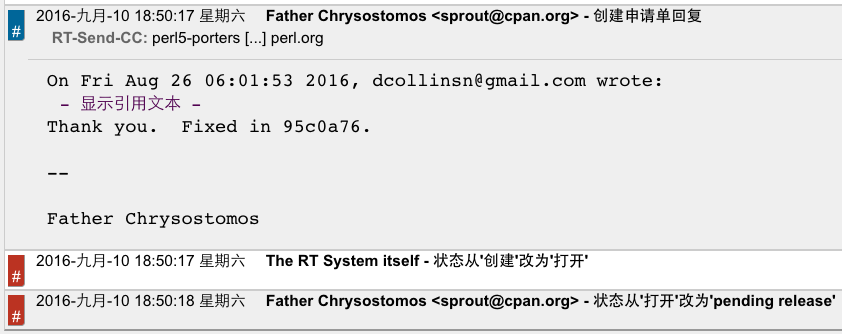 # 2016-九月-10 18:50:17 星期六 Father Chrysostomos <sprout@cpan.org> - 创建申请单回复
RT-Send-CC: perl5-porters [...] perl.org
On Fri Aug 26 06:01:53 2016, dcollinsn@gmail.com wrote:
- 显示引用文本 -
Thank you.  Fixed in 95c0a76.
--
Father Chrysostomos
# 2016-九月-10 18:50:17 星期六 The RT System itself - 状态从'创建'改为'打开'
# 2016-九月-10 18:50:18 星期六 Father Chrysostomos <sprout@cpan.org> - 状态从'打开'改为'pending release'